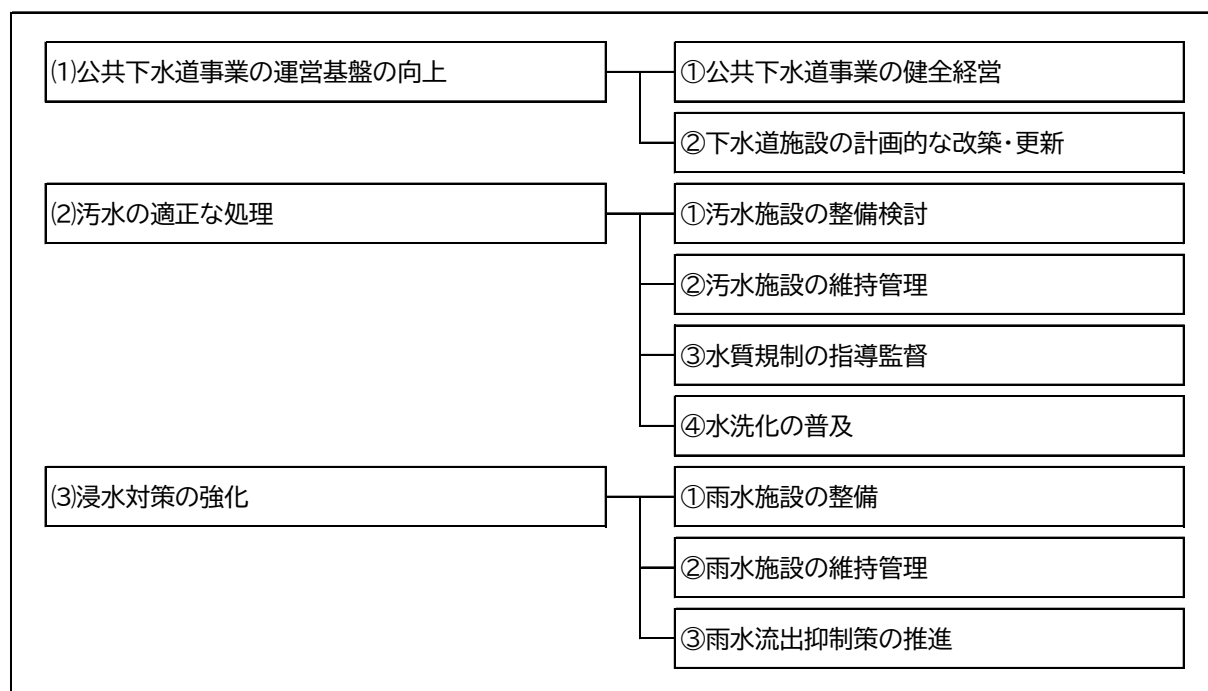 ⑴公共下水道事業の運営基盤の向上
①公共下水道事業の健全経営
②下水道施設の計画的な改築・更新
⑵汚水の適正な処理
①汚水施設の整備検討
②汚水施設の維持管理
③水質規制の指導監督
④水洗化の普及
⑶浸水対策の強化
①雨水施設の整備
②雨水施設の維持管理
③雨水流出抑制策の推進